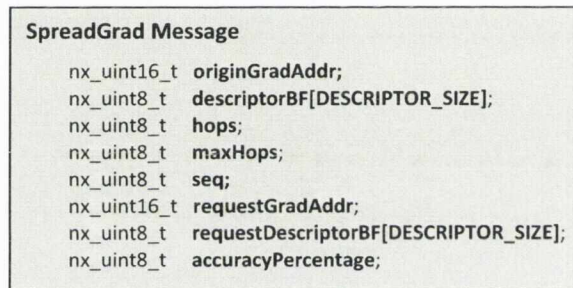 SpreadGrad Message
nx_uint16_t originGradAddr;
nx_uint8_t descriptorBF[DESCRIPTOR_SIZE];
nx_uint8_t hops;
nx_uint8_t maxHops;
nx_uint8_t seq;
nx_uint16_t requestGradAddr;
nx_uint8_t requestDescriptorBF[DESCRIPTOR_SIZE];
nx_uint8_t accuracyPercentage;